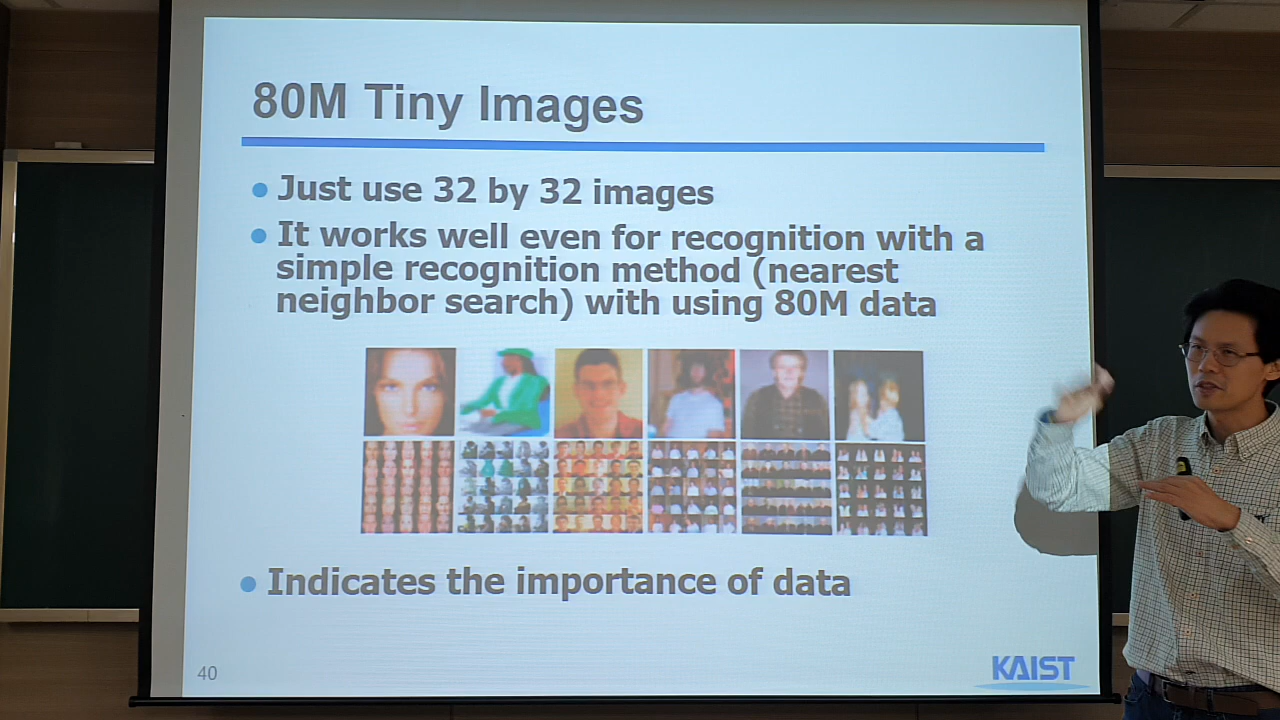 80M Tiny Images
● Just use 32 by 32 images
● It works well even for recognition with a
simple recognition method (nearest
neighbor search) with using 80M data
● Indicates the importance of data
40
KAIST